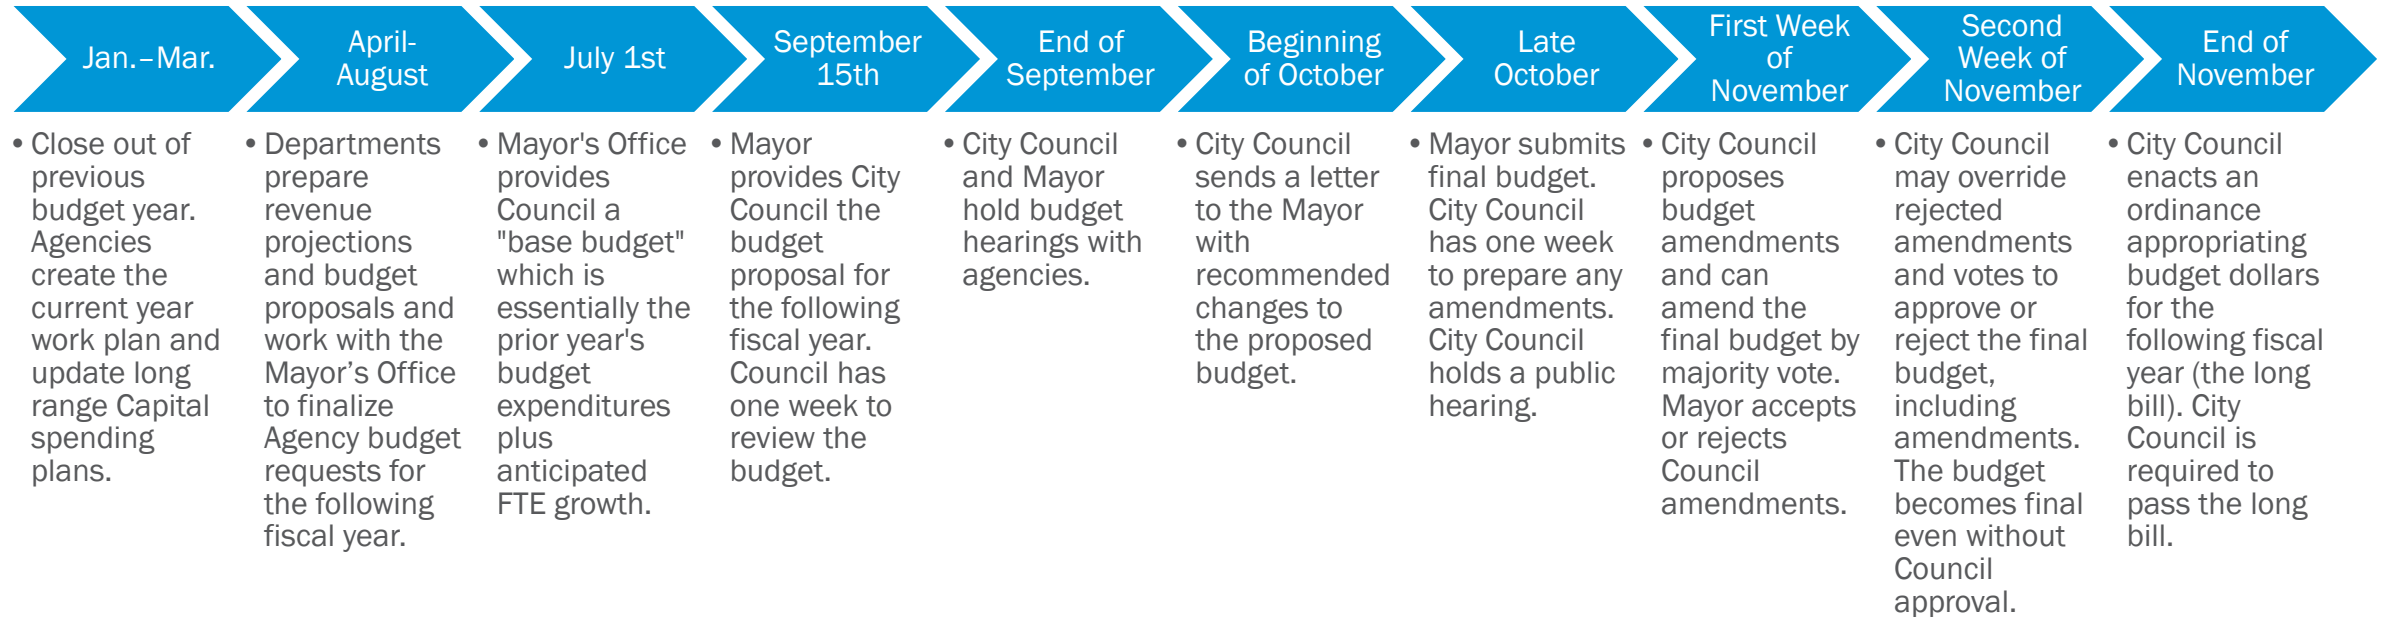 Jan.–Mar.
• Close out of
previous
budget year.
Agencies
create the
current year
work plan and
update long
range Capital
spending
plans.
April-
August
• Departments
prepare
revenue
projections
and budget
proposals and
work with the
Mayor’s Office
to finalize
Agency budget
requests for
the following
fiscal year.
July 1st
• Mayor's Office
provides
Council a
"base budget"
which is
essentially the
prior year's
budget
expenditures
plus
anticipated
FTE growth.
September
15th
• Mayor
provides City
Council the
budget
proposal for
the following
fiscal year.
Council has
one week to
review the
budget.
End of
September
• City Council
and Mayor
hold budget
hearings with
agencies.
Beginning
of October
• City Council
sends a letter
to the Mayor
with
recommended
changes to
the proposed
budget.
Late
October
• Mayor submits
final budget.
City Council
has one week
to prepare any
amendments.
City Council
holds a public
hearing.
First Week
of
November
• City Council
proposes
budget
amendments
and can
amend the
final budget by
majority vote.
Mayor accepts
or rejects
Council
amendments.
Second
Week of
November
• City Council
may override
rejected
amendments
and votes to
approve or
reject the final
budget,
including
amendments.
The budget
becomes final
even without
Council
approval.
End of
November
• City Council
enacts an
ordinance
appropriating
budget dollars
for the
following fiscal
year (the long
bill). City
Council is
required to
pass the long
bill.